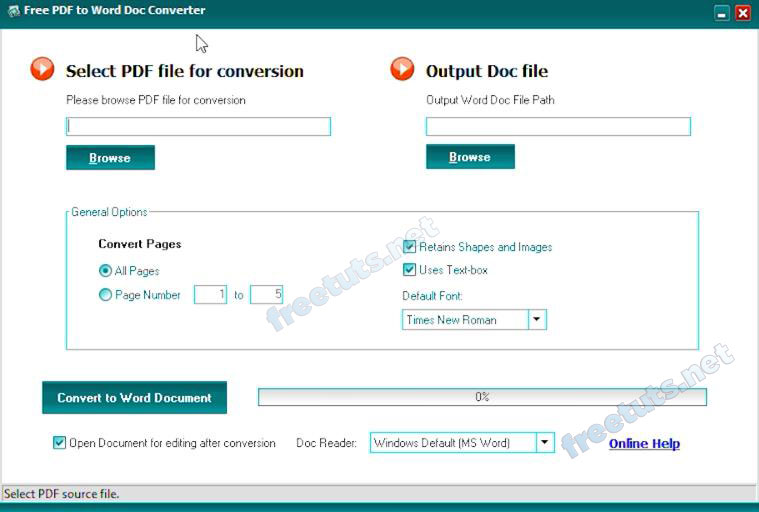 Free PDF to Word Doc Converter
Select PDF file for conversion
Output Doc file
Please browse PDF file for conversion
Output Word Doc File Path
Browse
Browse
General Options
Convert Pages
Retains Shapes and Images
All Pages
Uses Text-box
Page Number 1 to 5
Default Font:
Times New Roman
freetuts.net
Convert to Word Document
0%
freetuts.net
Open Document for editing after conversion
Doc Reader: Windows Default (MS Word)
Online Help
Select PDF source file.